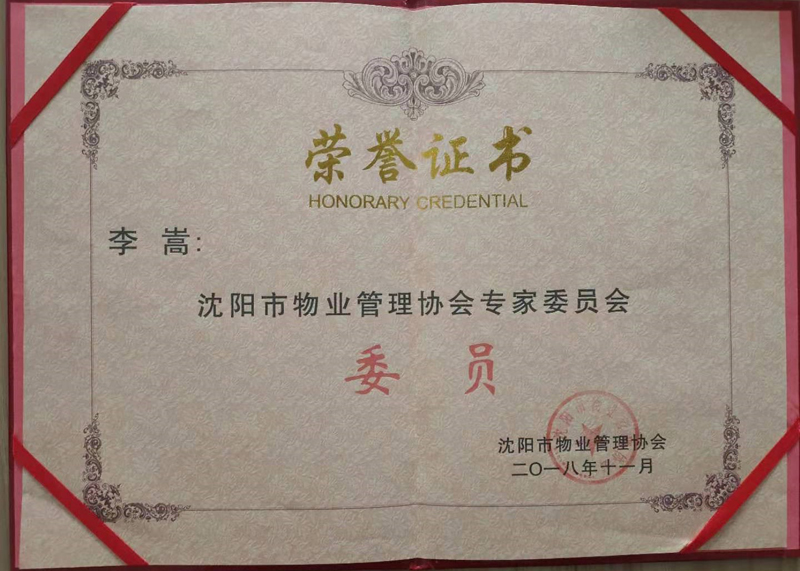 荣誉证书
HONORARY CREDENTIAL
李 嵩:
沈阳市物业管理协会专家委员会
委 员
沈阳市物业管理协会
二〇一八年十一月